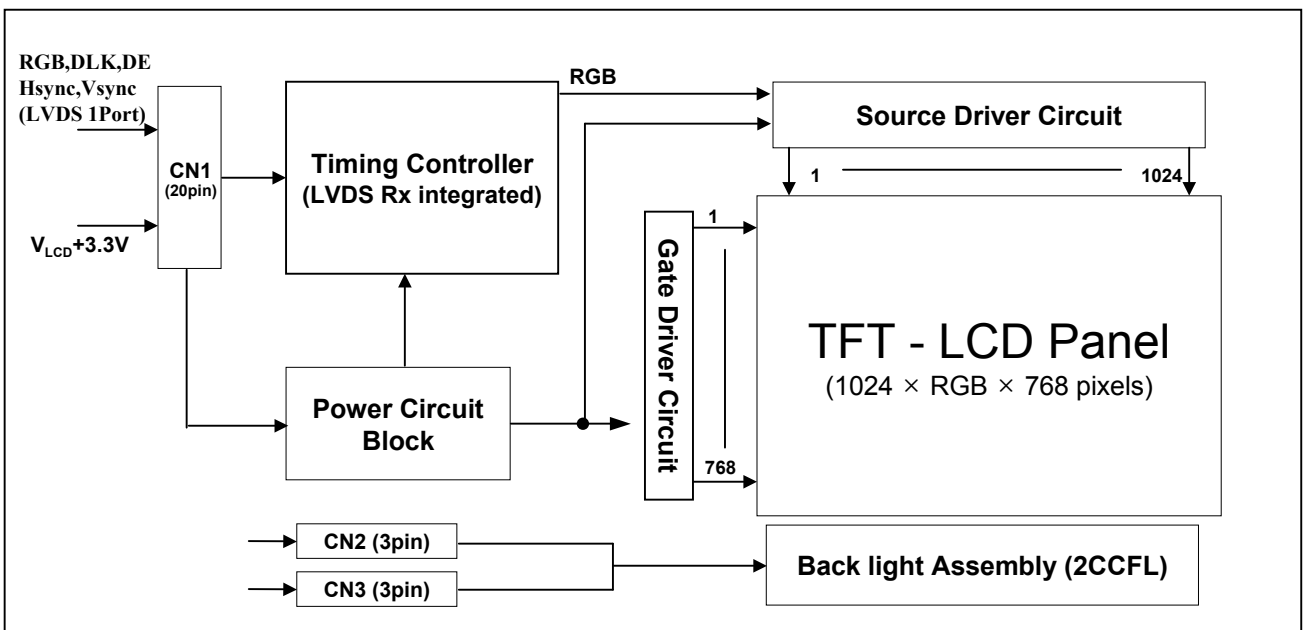 RGB,DLK,DE
Hsync,Vsync
(LVDS 1Port)
CN1
(20pin)
VLCD+3.3V
Timing Controller
(LVDS Rx integrated)
RGB
Source Driver Circuit
1
1024
Power Circuit
Block
Gate Driver Circuit
1
768
TFT - LCD Panel
(1024 × RGB × 768 pixels)
CN2 (3pin)
CN3 (3pin)
Back light Assembly (2CCFL)